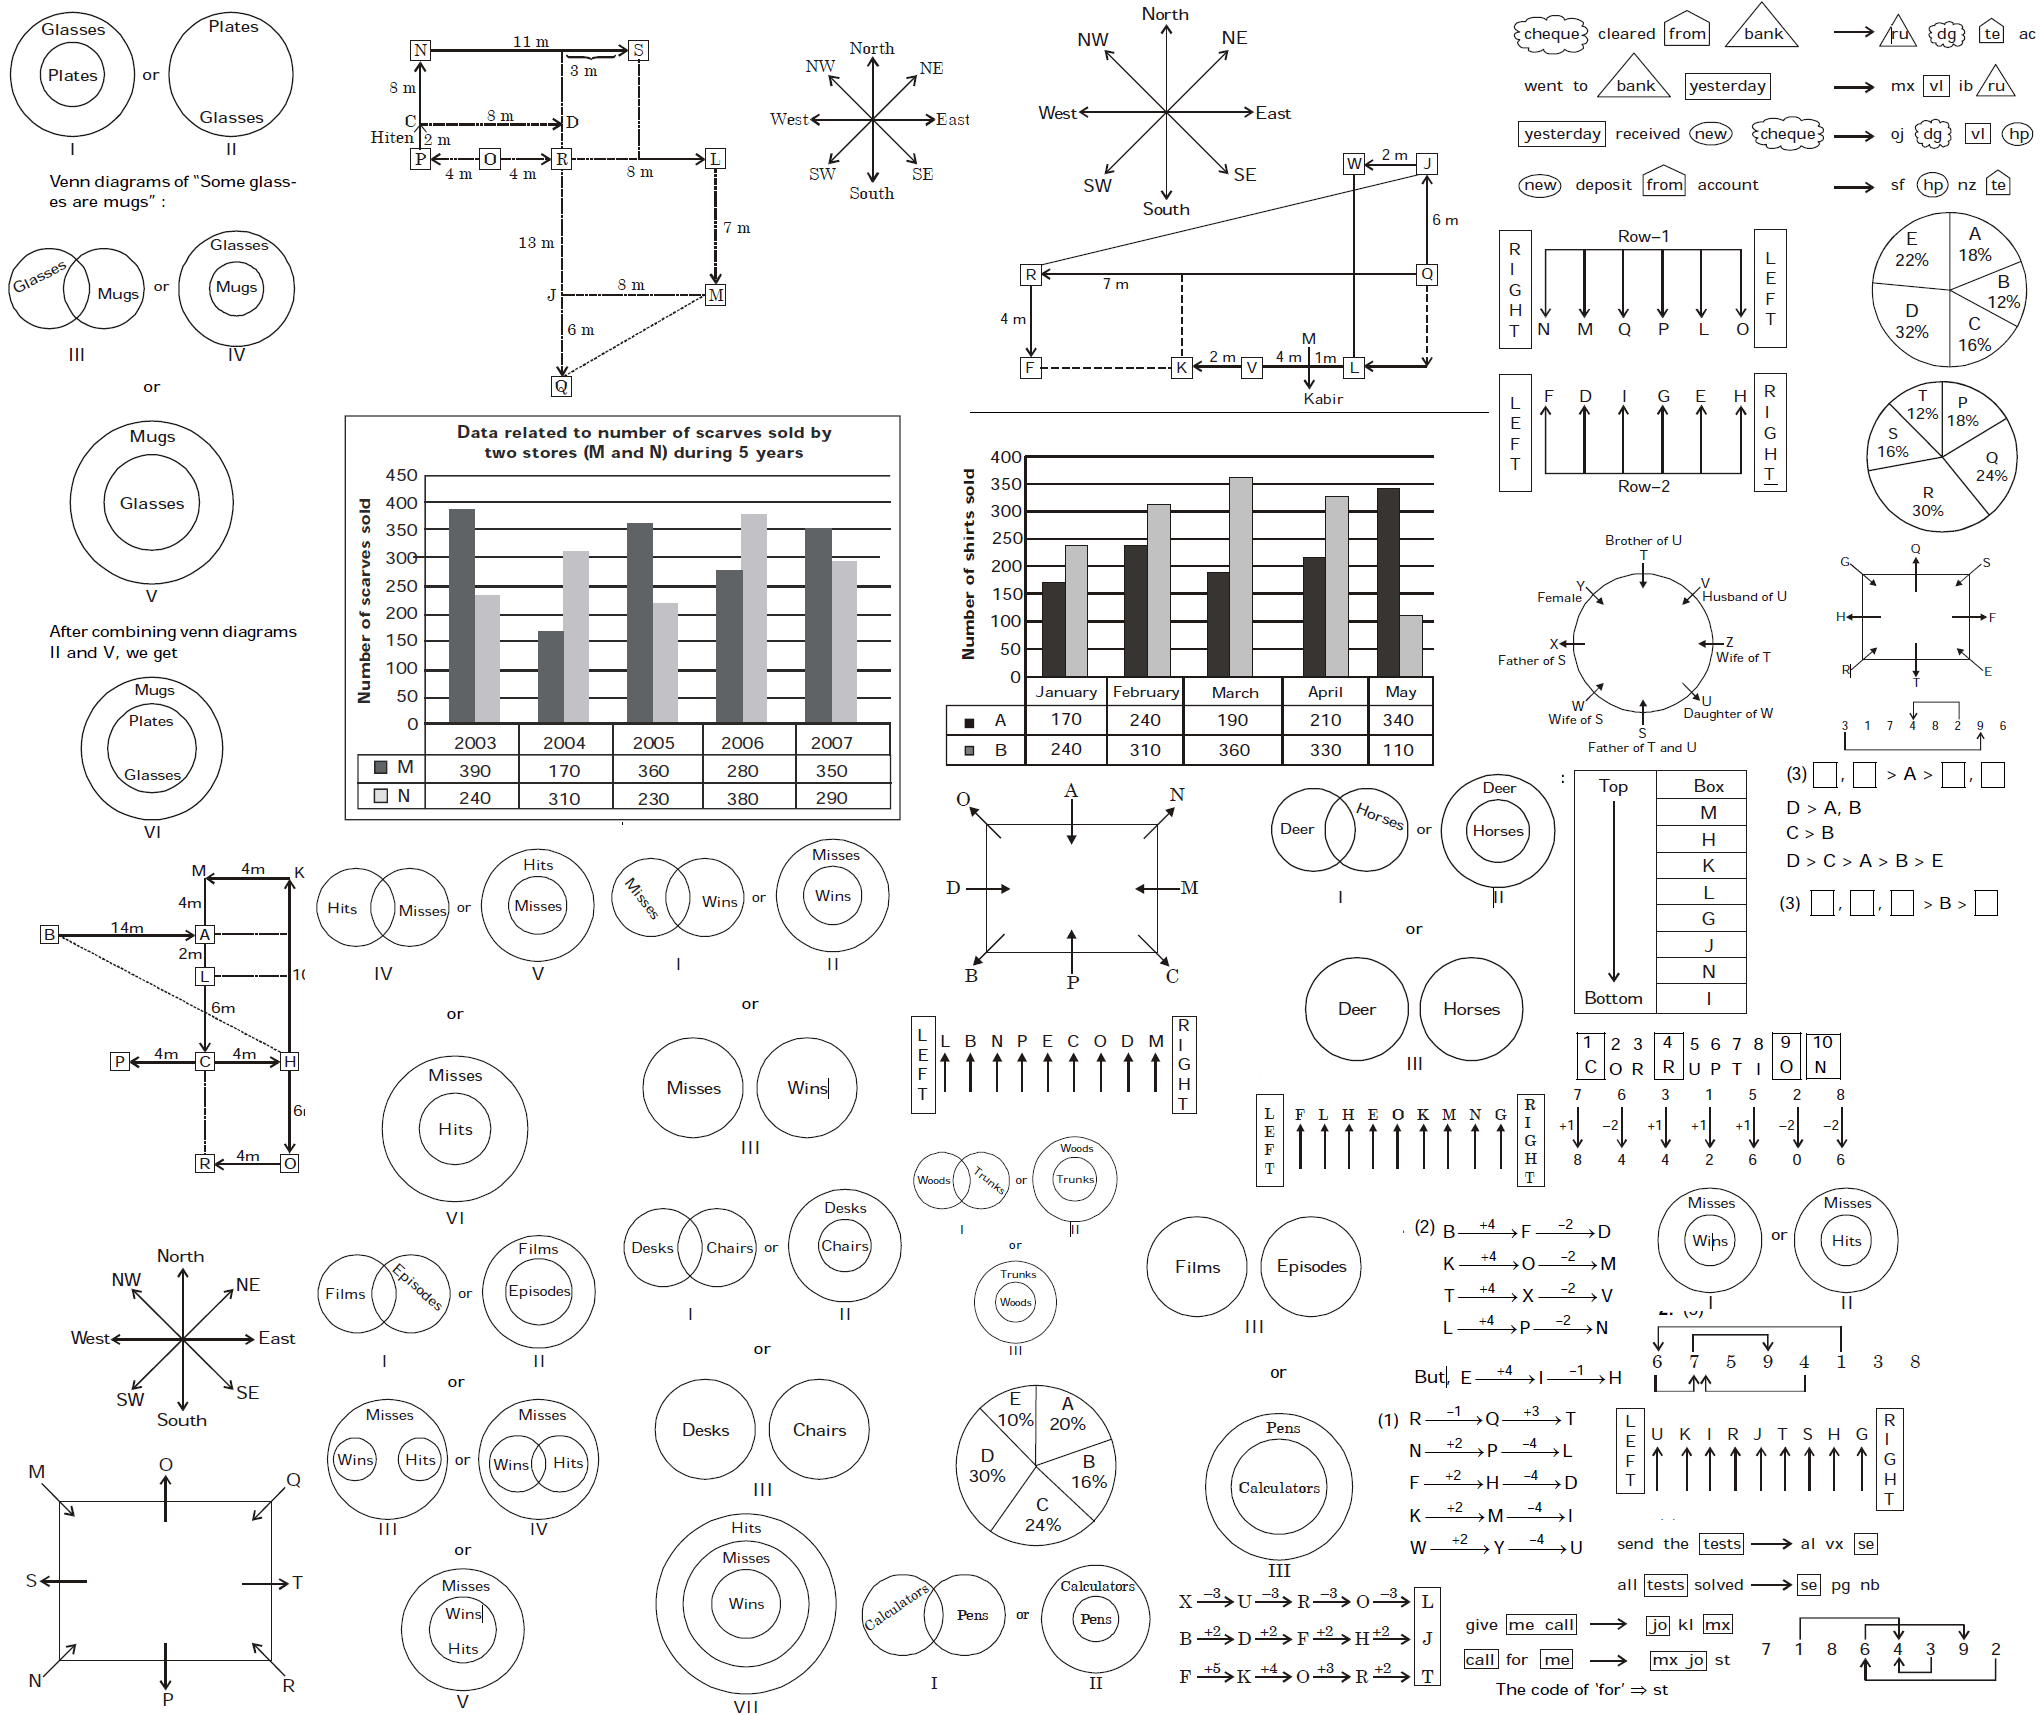 Glasses
Plates
or
Plates
Glasses
I
II
Venn diagrams of “Some glass-
es are mugs” :
Glasses
Mugs
or
Glasses
Mugs
III
IV
or
Mugs
Glasses
V
After combining venn diagrams
II and V, we get
Mugs
Plates
Glasses
VI
N
11 m
S
3 m
8 m
C
8 m
D
Hiten
2 m
P
O
R
L
4 m
4 m
8 m
13 m
7 m
J
8 m
M
6 m
Q
North
NW
NE
West
East
SW
SE
South
North
NW
NE
West
East
SW
SE
South
W
2 m
J
6 m
R
Q
7 m
4 m
M
F
K
2 m
V
4 m
1m
L
Kabir
cheque cleared from bank ru dg te ac
went to bank yesterday mx vl ib ru
yesterday received new cheque oj dg vl hp
new deposit from account sf hp nz te
RIGHT
Row–1
LEFT
N M Q P L O
LEFT
F D I G E H
RIGHT
Row–2
E
22%
A
18%
B
12%
D
32%
C
16%
T
12%
P
18%
S
16%
Q
24%
R
30%
Data related to number of scarves sold by
two stores (M and N) during 5 years
Number of scarves sold
450
400
350
300
250
200
150
100
50
0
2003 2004 2005 2006 2007
M 390 170 360 280 350
N 240 310 230 380 290
Number of shirts sold
400
350
300
250
200
150
100
50
0
January February March April May
A 170 240 190 210 340
B 240 310 360 330 110
Brother of U
T
Y
Female
V
Husband of U
X
Father of S
Z
Wife of T
W
Wife of S
U
Daughter of W
S
Father of T and U
G
Q
S
H
F
R
T
E
3 1 7 4 8 2 9 6
(3) , > A > ,
D > A, B
C > B
D > C > A > B > E
(3) , , > B >
:
Top
Bottom
Box
M
H
K
L
G
J
N
I
M
4m
K
4m
B
14m
A
2m
L
10
6m
P
4m
C
4m
H
R
4m
O
Hits
Misses
or
Hits
Misses
IV
V
or
Misses
Hits
VI
Misses
Wins
or
Misses
Wins
I
II
or
Misses
Wins
III
O
A
N
D
M
B
P
C
Deer
Horses
or
Deer
Horses
I
II
or
Deer
Horses
III
LEFT
L B N P E C O D M
RIGHT
LEFT
F L H E O K M N G
RIGHT
1 2 3 4 5 6 7 8 9 10
C O R R U P T I O N
7 6 3 1 5 2 8
+1 –2 +1 +1 +1 –2 –2
8 4 4 2 6 0 6
North
NW
NE
West
East
SW
SE
South
Films
Episodes
or
Films
Episodes
I
II
or
Desks
Chairs
or
Desks
Chairs
I
II
or
Desks
Chairs
III
Woods
Trunks
or
Woods
Trunks
I
II
or
Trunks
Woods
III
Films
Episodes
III
or
(2) B +4 F –2 D
K +4 O –2 M
T +4 X –2 V
L +4 P –2 N
But, E +4 I –1 H
Misses
Wins
or
Misses
Hits
I
II
6 7 5 9 4 1 3 8
M
O
Q
S
T
N
P
R
Misses
Wins
Hits
or
Misses
Wins
Hits
III
IV
or
Misses
Wins
Hits
V
Hits
Misses
Wins
VII
E
10%
A
20%
D
30%
B
16%
C
24%
Calculators
Pens
or
Calculators
Pens
I
II
Pens
Calculators
III
(1) R –1 Q +3 T
N +2 P –4 L
F +2 H –4 D
K +2 M –4 I
W +2 Y –4 U
X –3 U –3 R –3 O –3 L
B +2 D +2 F +2 H +2 J
F +5 K +4 O +3 R +2 T
LEFT
U K I R J T S H G
RIGHT
send the tests al vx se
all tests solved se pg nb
give me call jo kl mx
call for me mx jo st
The code of ‘for’ ⇒ st
7 1 8 6 4 3 9 2